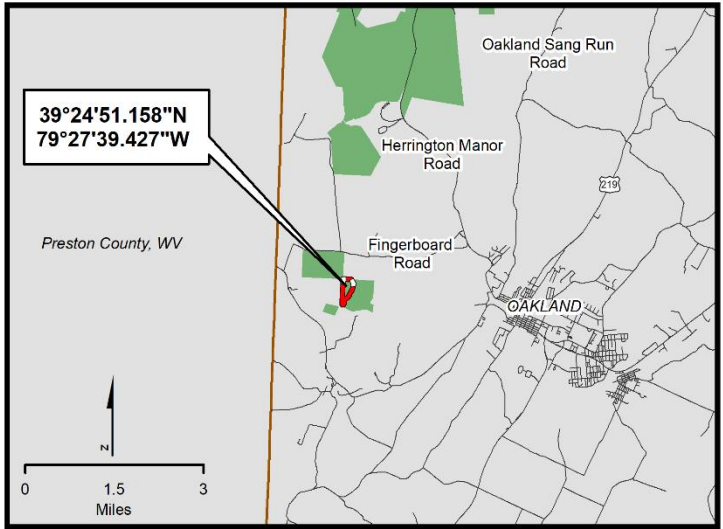 Oakland Sang Run
Road
39°24'51.158"N
79°27'39.427"W
Herrington Manor
Road
219
Preston County, WV
Fingerboard
Road
OAKLAND
N
0 1.5 3
Miles